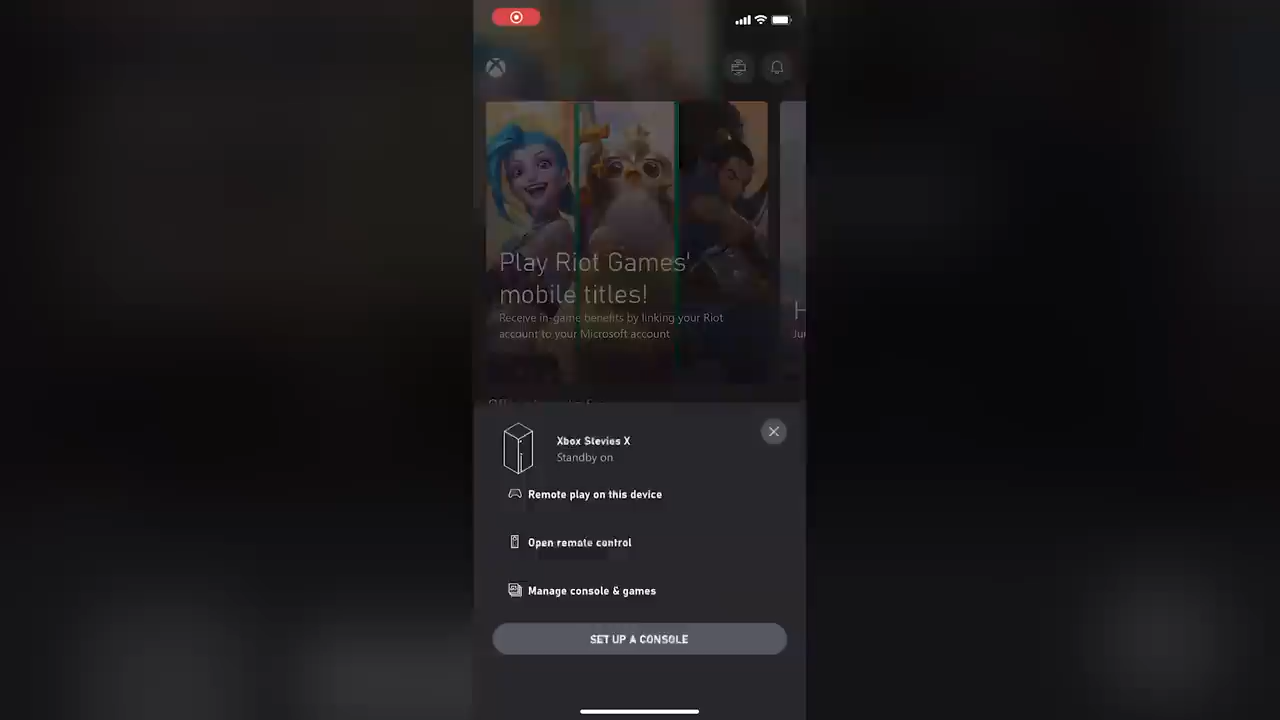 Play Riot Games'
mobile titles!
Receive in-game benefits by linking your Riot
account to your Microsoft account
H
Xbox Stevies X
Standby on
Remote play on this device
Open remote control
Manage console & games
SET UP A CONSOLE